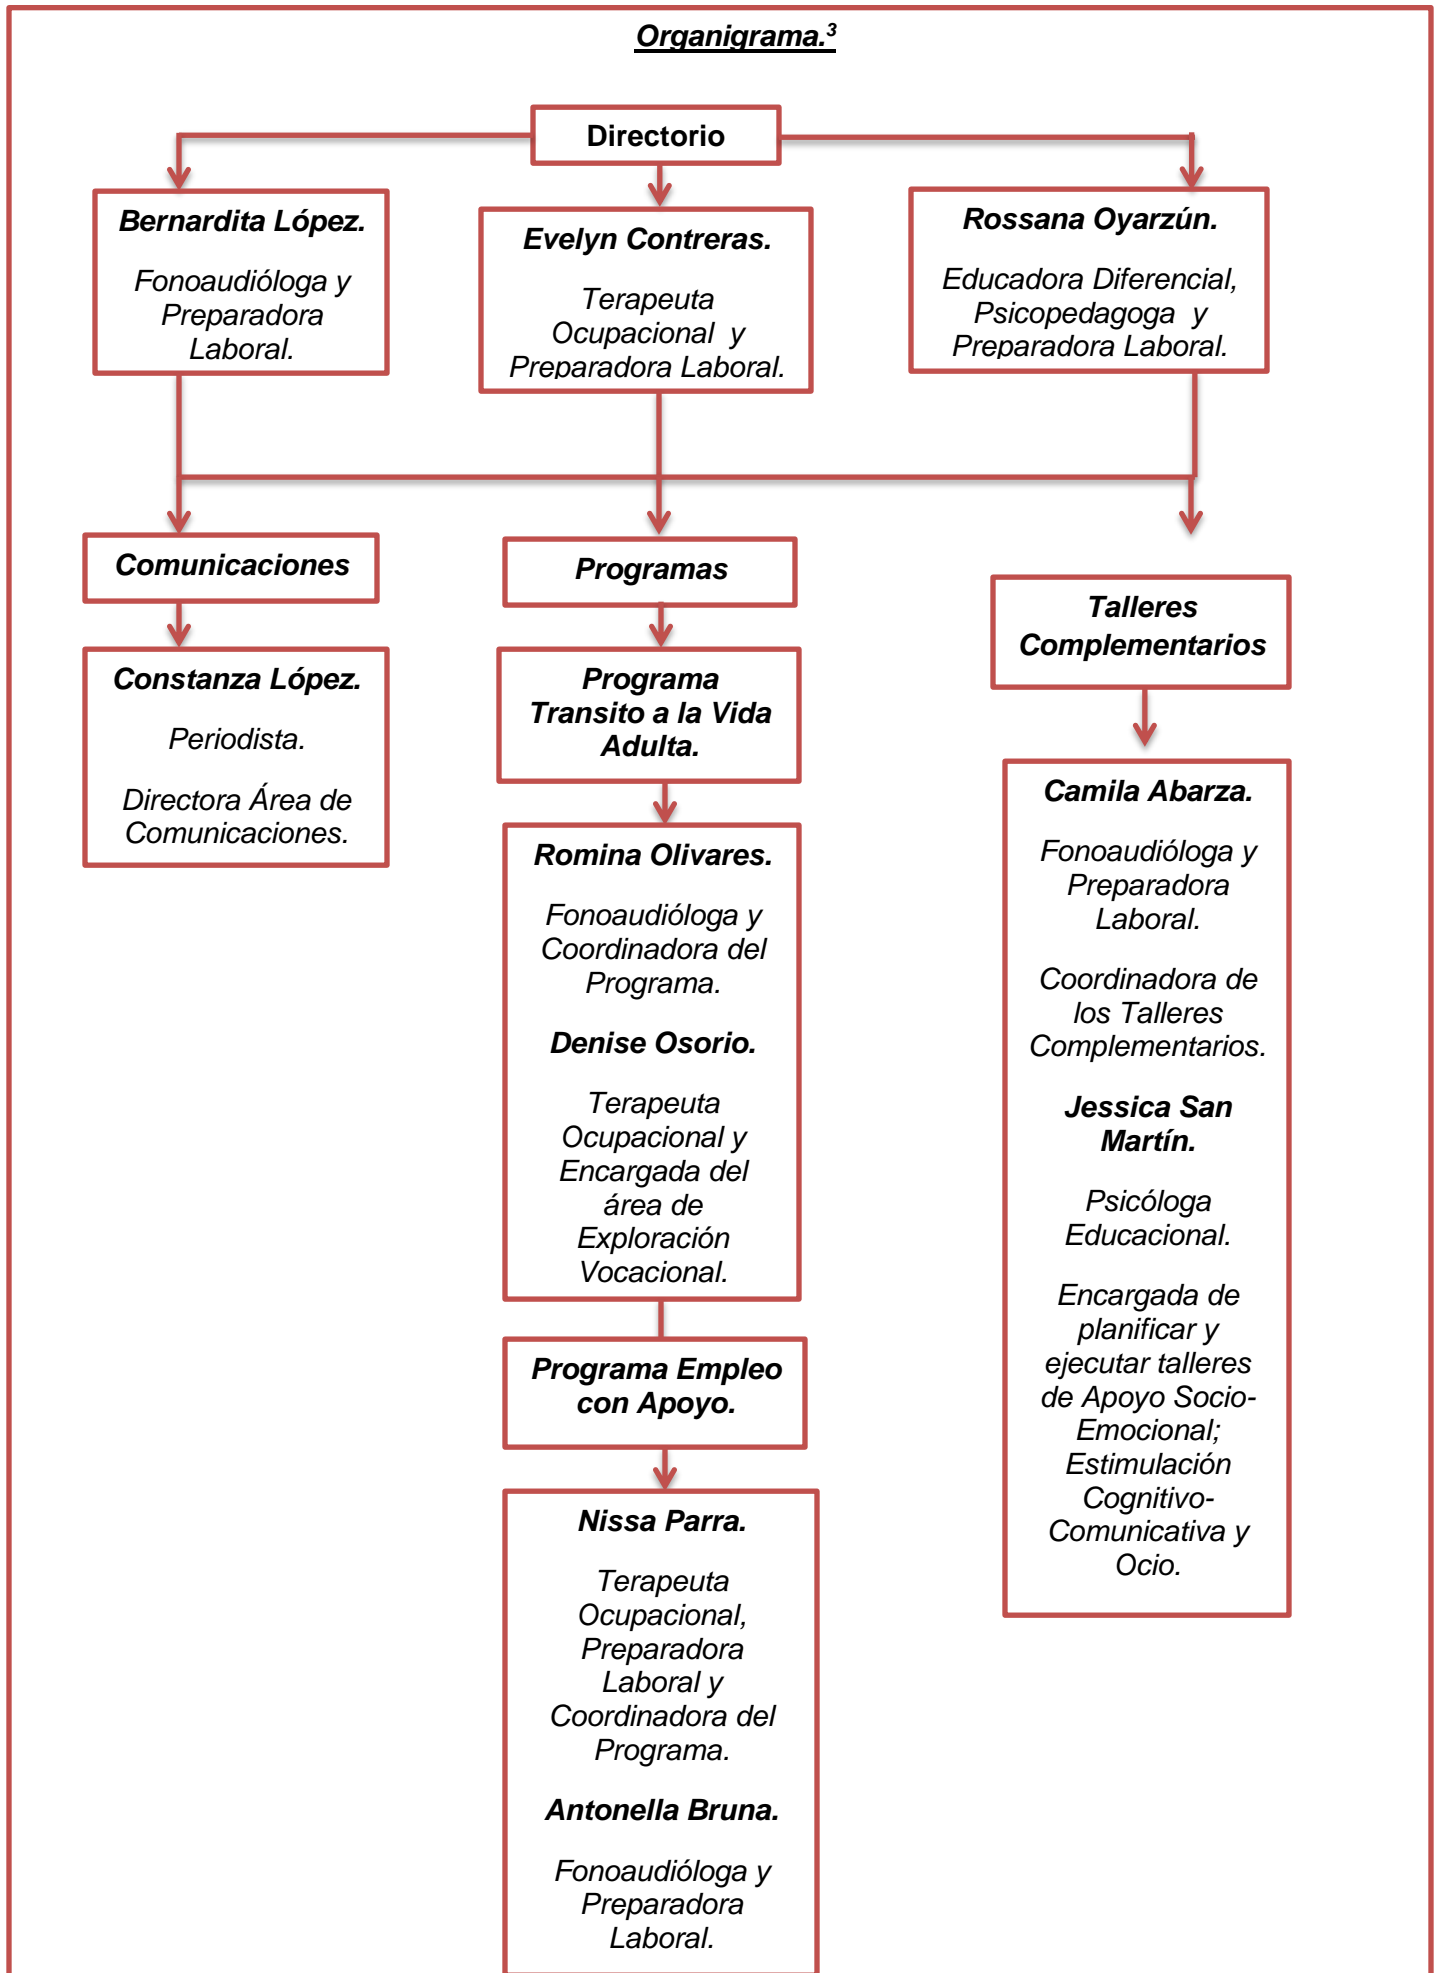 Organigrama.³
Directorio
Bernardita López.
Fonoaudióloga y
Preparadora
Laboral.
Evelyn Contreras.
Terapeuta
Ocupacional y
Preparadora Laboral.
Rossana Oyarzún.
Educadora Diferencial,
Psicopedagoga y
Preparadora Laboral.
Comunicaciones
Constanza López.
Periodista.
Directora Área de
Comunicaciones.
Programas
Programa
Transito a la Vida
Adulta.
Romina Olivares.
Fonoaudióloga y
Coordinadora del
Programa.
Denise Osorio.
Terapeuta
Ocupacional y
Encargada del
área de
Exploración
Vocacional.
Programa Empleo
con Apoyo.
Nissa Parra.
Terapeuta
Ocupacional,
Preparadora
Laboral y
Coordinadora del
Programa.
Antonella Bruna.
Fonoaudióloga y
Preparadora
Laboral.
Talleres
Complementarios
Camila Abarza.
Fonoaudióloga y
Preparadora
Laboral.
Coordinadora de
los Talleres
Complementarios.
Jessica San
Martín.
Psicóloga
Educacional.
Encargada de
planificar y
ejecutar talleres
de Apoyo Socio-
Emocional;
Estimulación
Cognitivo-
Comunicativa y
Ocio.